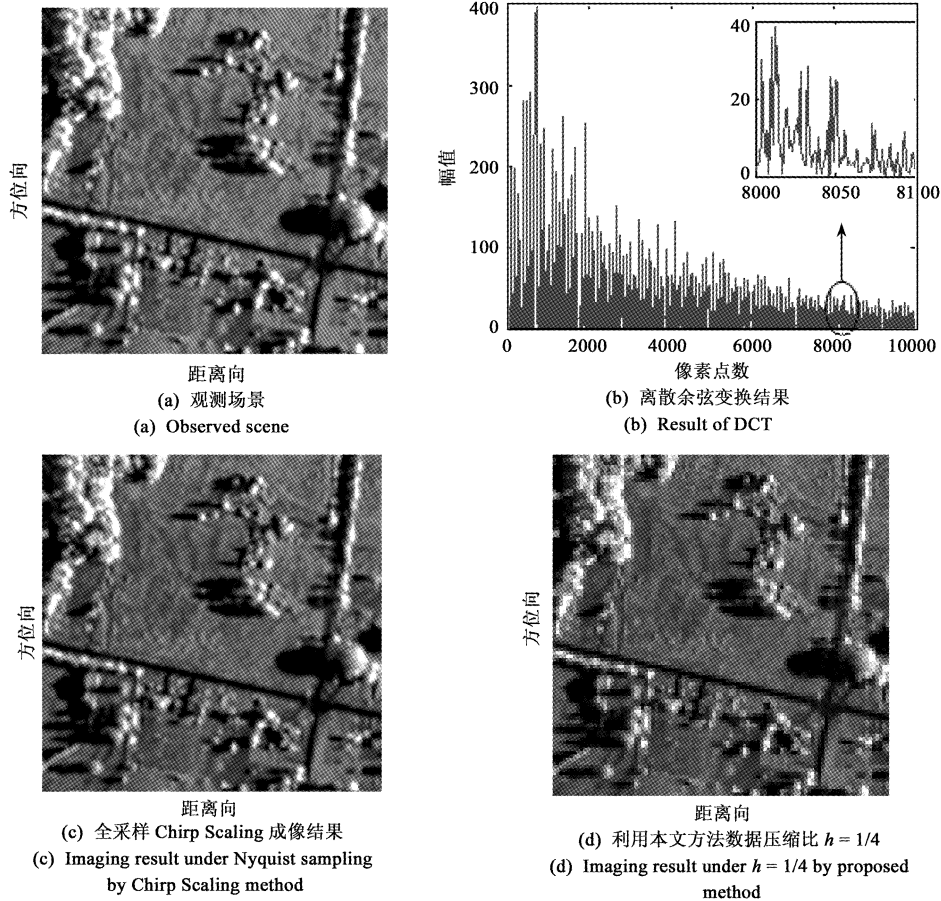 方位向
距离向
(a) 观测场景
(a) Observed scene
400
300
200
100
0
幅值
40
20
0
8000 8050 8100
0 2000 4000 6000 8000 10000
像素点数
(b) 离散余弦变换结果
(b) Result of DCT
方位向
距离向
(c) 全采样 Chirp Scaling 成像结果
(c) Imaging result under Nyquist sampling
by Chirp Scaling method
方位向
距离向
(d) 利用本文方法数据压缩比 h = 1/4
(d) Imaging result under h = 1/4 by proposed
method